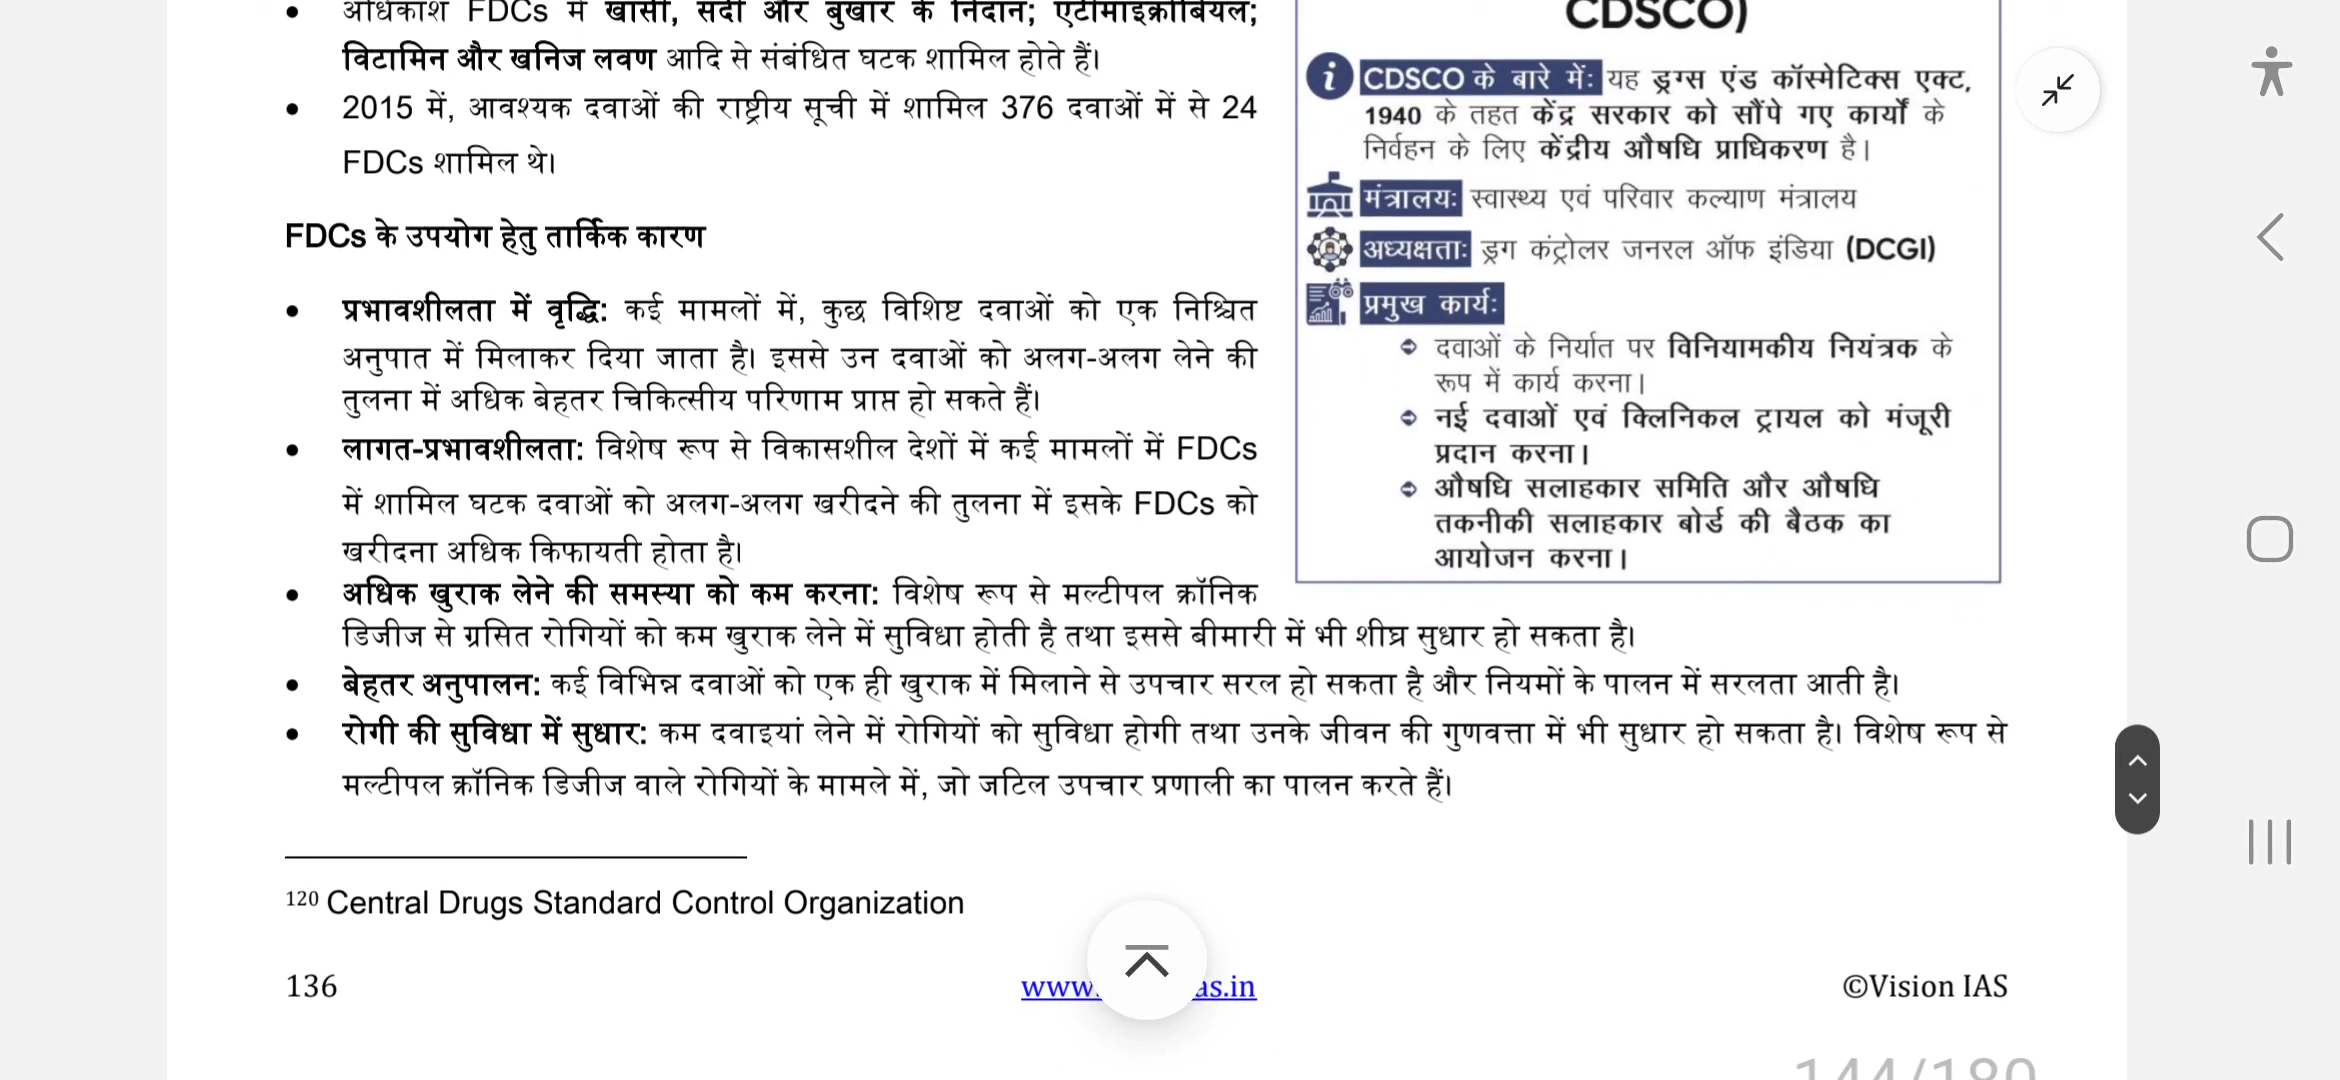 अधिकांश FDCs में खांसी, सर्दी और बुखार के निदान; एंटीमाइक्रोबियल;
विटामिन और खनिज लवण आदि से संबंधित घटक शामिल होते हैं।
• 2015 में, आवश्यक दवाओं की राष्ट्रीय सूची में शामिल 376 दवाओं में से 24
FDCs शामिल थे।
FDCs के उपयोग हेतु तार्किक कारण
• प्रभावशीलता में वृद्धि: कई मामलों में, कुछ विशिष्ट दवाओं को एक निश्चित
अनुपात में मिलाकर दिया जाता है। इससे उन दवाओं को अलग-अलग लेने की
तुलना में अधिक बेहतर चिकित्सीय परिणाम प्राप्त हो सकते हैं।
• लागत-प्रभावशीलता: विशेष रूप से विकासशील देशों में कई मामलों में FDCs
में शामिल घटक दवाओं को अलग-अलग खरीदने की तुलना में इसके FDCs को
खरीदना अधिक किफायती होता है।
• अधिक खुराक लेने की समस्या को कम करना: विशेष रूप से मल्टीपल क्रॉनिक
डिजीज से ग्रसित रोगियों को कम खुराक लेने में सुविधा होती है तथा इससे बीमारी में भी शीघ्र सुधार हो सकता है।
• बेहतर अनुपालन: कई विभिन्न दवाओं को एक ही खुराक में मिलाने से उपचार सरल हो सकता है और नियमों के पालन में सरलता आती है।
• रोगी की सुविधा में सुधार: कम दवाइयां लेने में रोगियों को सुविधा होगी तथा उनके जीवन की गुणवत्ता में भी सुधार हो सकता है। विशेष रूप से
मल्टीपल क्रॉनिक डिजीज वाले रोगियों के मामले में, जो जटिल उपचार प्रणाली का पालन करते हैं।
CDSCO)
CDSCO के बारे में: यह ड्रग्स एंड कॉस्मेटिक्स एक्ट,
1940 के तहत केंद्र सरकार को सौंपे गए कार्यों के
निर्वहन के लिए केंद्रीय औषधि प्राधिकरण है।
मंत्रालय: स्वास्थ्य एवं परिवार कल्याण मंत्रालय
अध्यक्षता: ड्रग कंट्रोलर जनरल ऑफ इंडिया (DCGI)
प्रमुख कार्य:
दवाओं के निर्यात पर विनियामकीय नियंत्रक के
रूप में कार्य करना।
नई दवाओं एवं क्लिनिकल ट्रायल को मंजूरी
प्रदान करना।
औषधि सलाहकार समिति और औषधि
तकनीकी सलाहकार बोर्ड की बैठक का
आयोजन करना।
120 Central Drugs Standard Control Organization
136
www. as.in
©Vision IAS
144/180